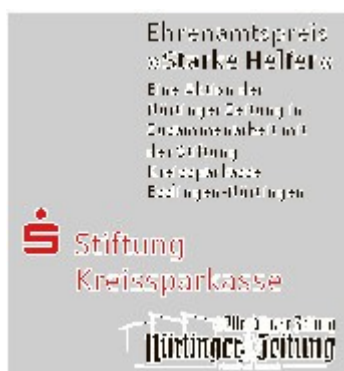 Ehrenamtspreis
»Starke Helfer«
Eine Aktion der
Nürtinger Zeitung in
Zusammenarbeit mit
der Stiftung
Kreissparkasse
Esslingen-Nürtingen
Stiftung
Kreissparkasse
Nürtinger Zeitung